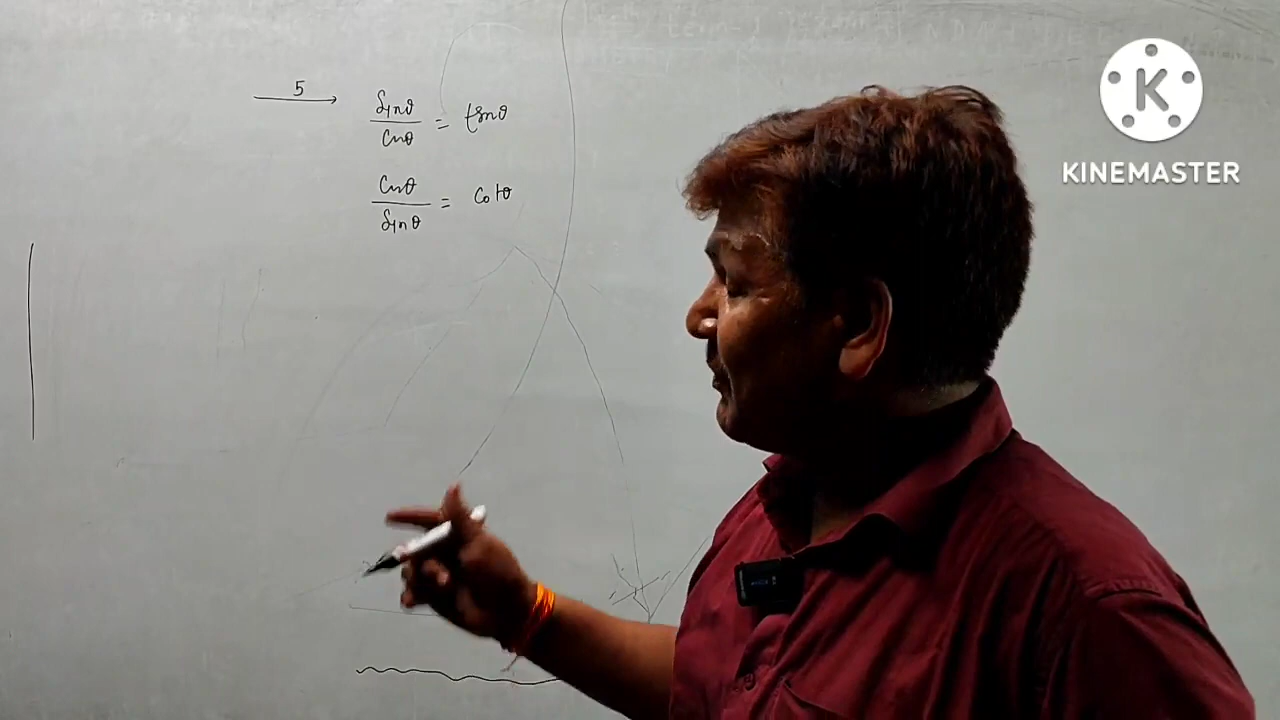 5
Sinθ
Cosθ
= tanθ
Cosθ
Sinθ
= Cotθ
K
KINEMASTER